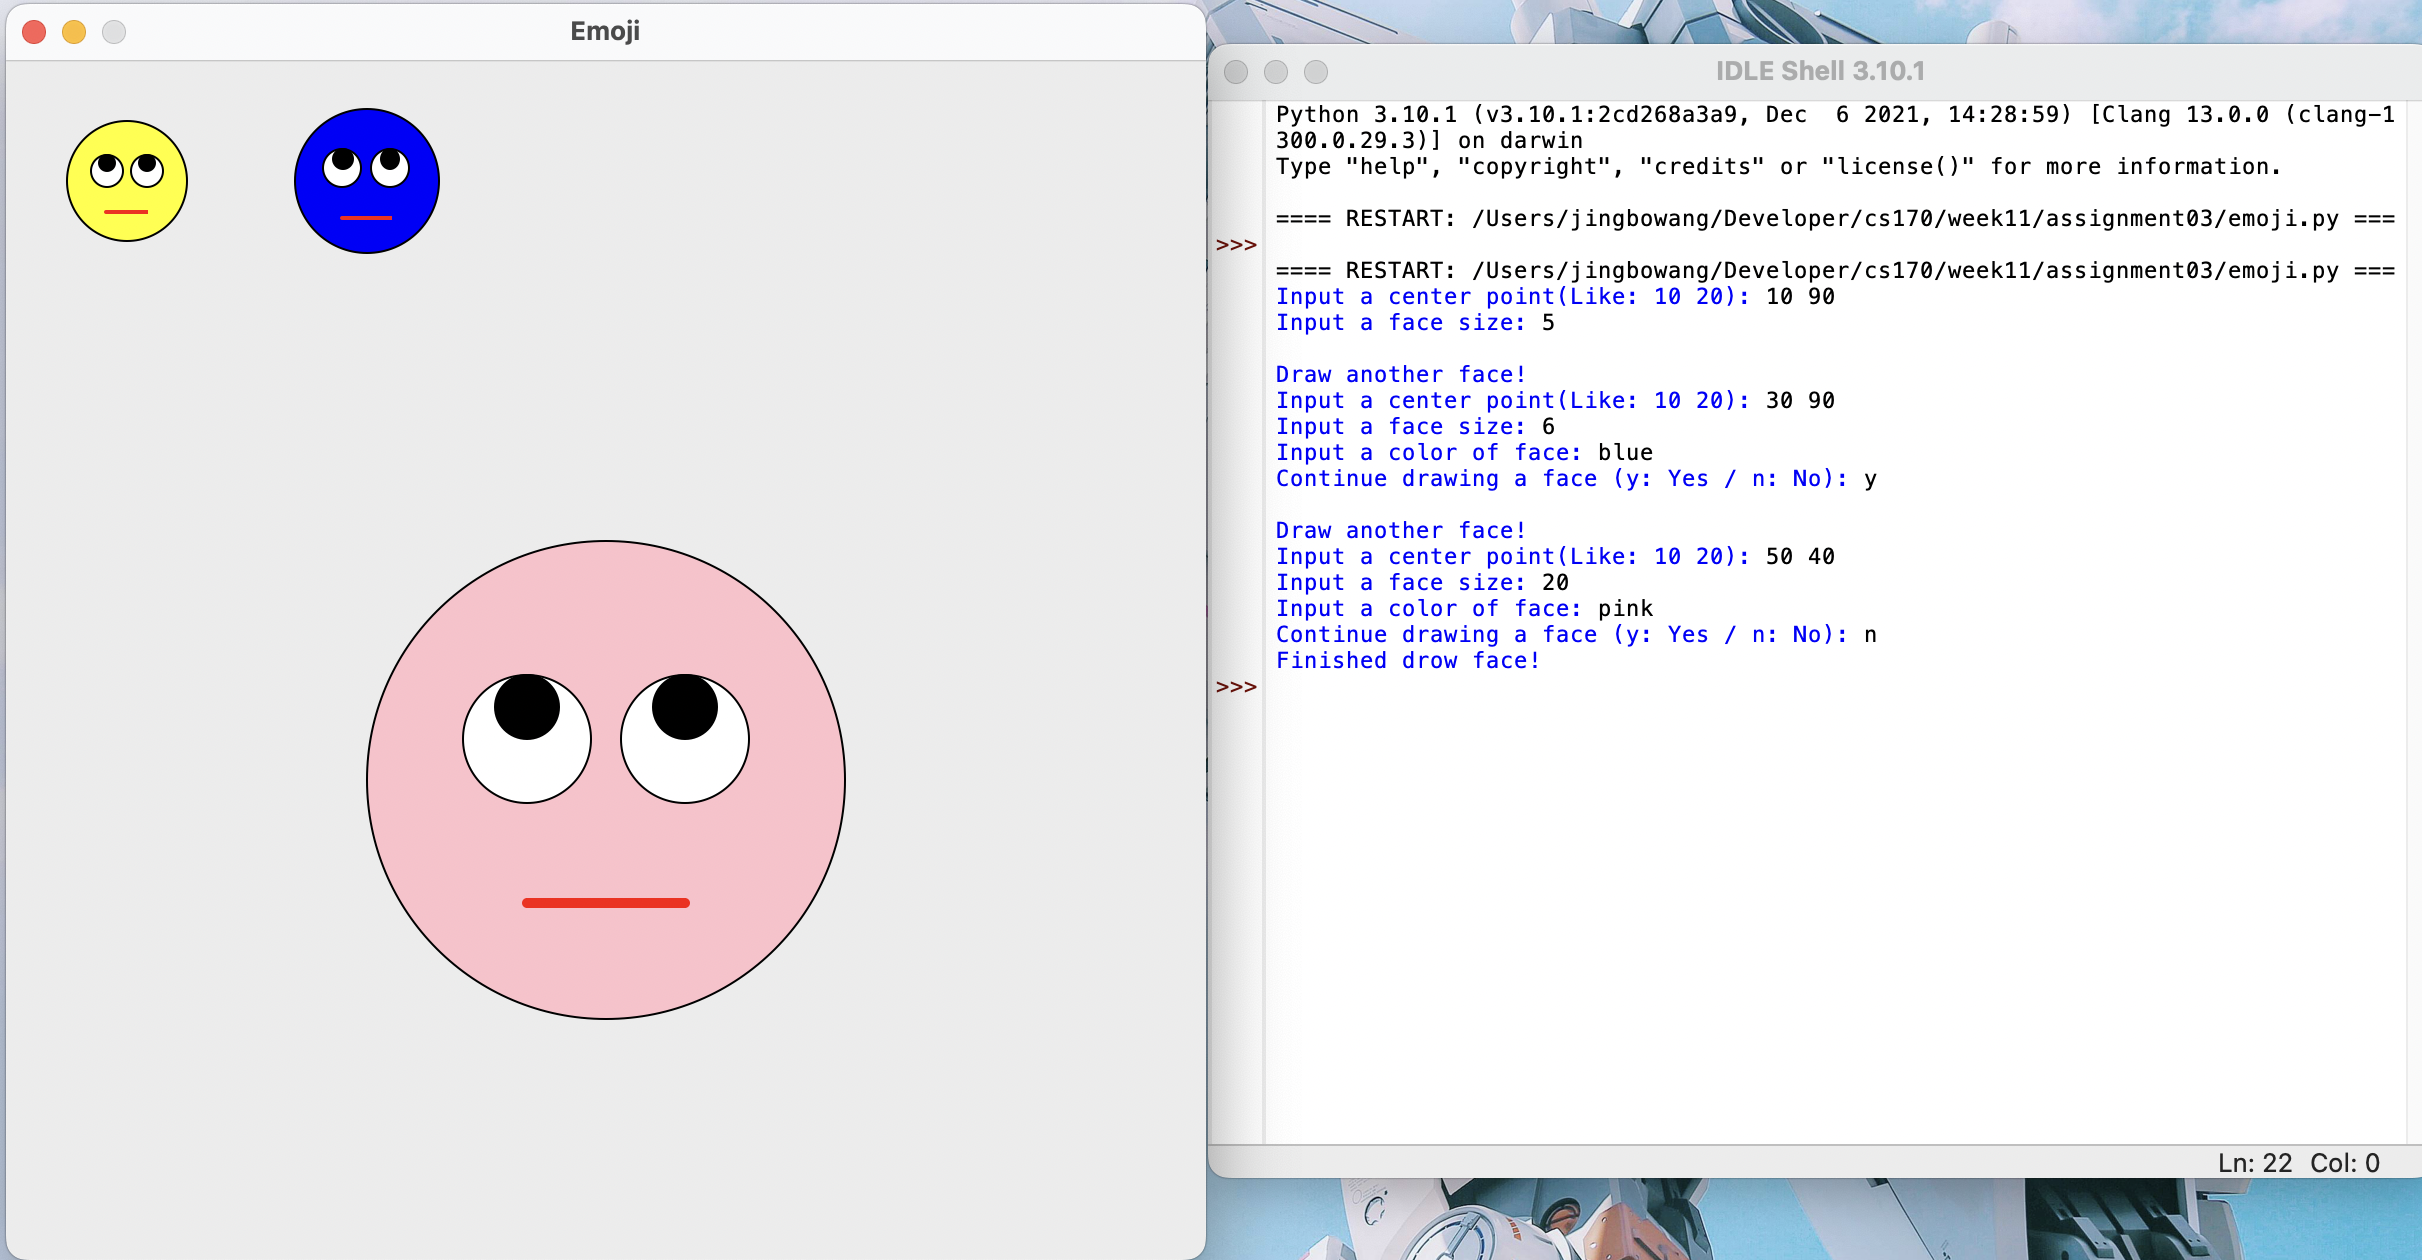 Emoji
IDLE Shell 3.10.1
Python 3.10.1 (v3.10.1:2cd268a3a9, Dec  6 2021, 14:28:59) [Clang 13.0.0 (clang-1
300.0.29.3)] on darwin
Type "help", "copyright", "credits" or "license()" for more information.
==== RESTART: /Users/jingbowang/Developer/cs170/week11/assignment03/emoji.py ===
>>>
==== RESTART: /Users/jingbowang/Developer/cs170/week11/assignment03/emoji.py ===
Input a center point(Like: 10 20): 10 90
Input a face size: 5
Draw another face!
Input a center point(Like: 10 20): 30 90
Input a face size: 6
Input a color of face: blue
Continue drawing a face (y: Yes / n: No): y
Draw another face!
Input a center point(Like: 10 20): 50 40
Input a face size: 20
Input a color of face: pink
Continue drawing a face (y: Yes / n: No): n
Finished drow face!
>>>
Ln: 22 Col: 0